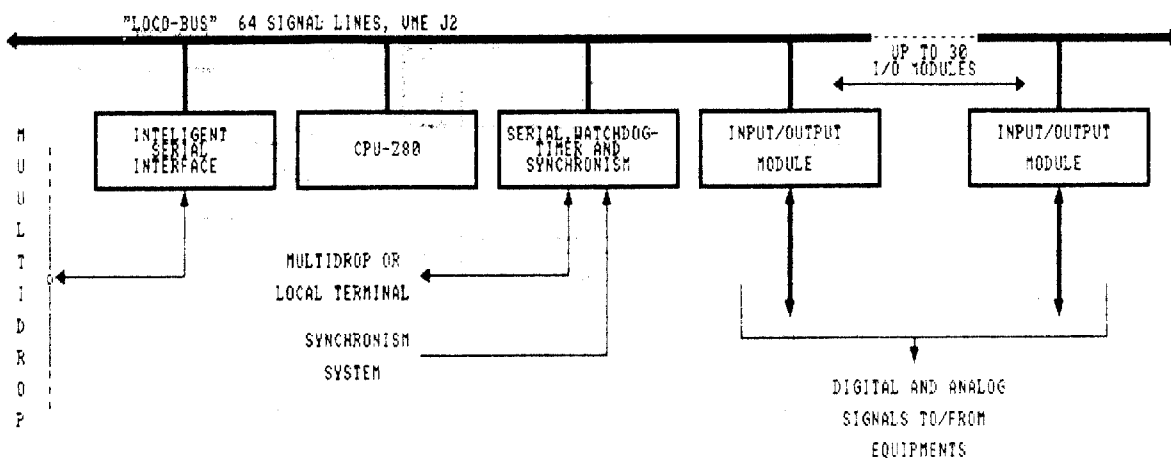 "LOCO-BUS" 64 SIGNAL LINES, VME J2
UP TO 30
I/O MODULES
INTELIGENT
SERIAL
INTERFACE
CPU-Z80
SERIAL,WATCHDOG-
TIMER AND
SYNCHRONISM
INPUT/OUTPUT
MODULE
INPUT/OUTPUT
MODULE
M
U
U
L
T
I
D
R
O
P
MULTIDROP OR
LOCAL TERMINAL
SYNCHRONISM
SYSTEM
DIGITAL AND ANALOG
SIGNALS TO/FROM
EQUIPMENTS